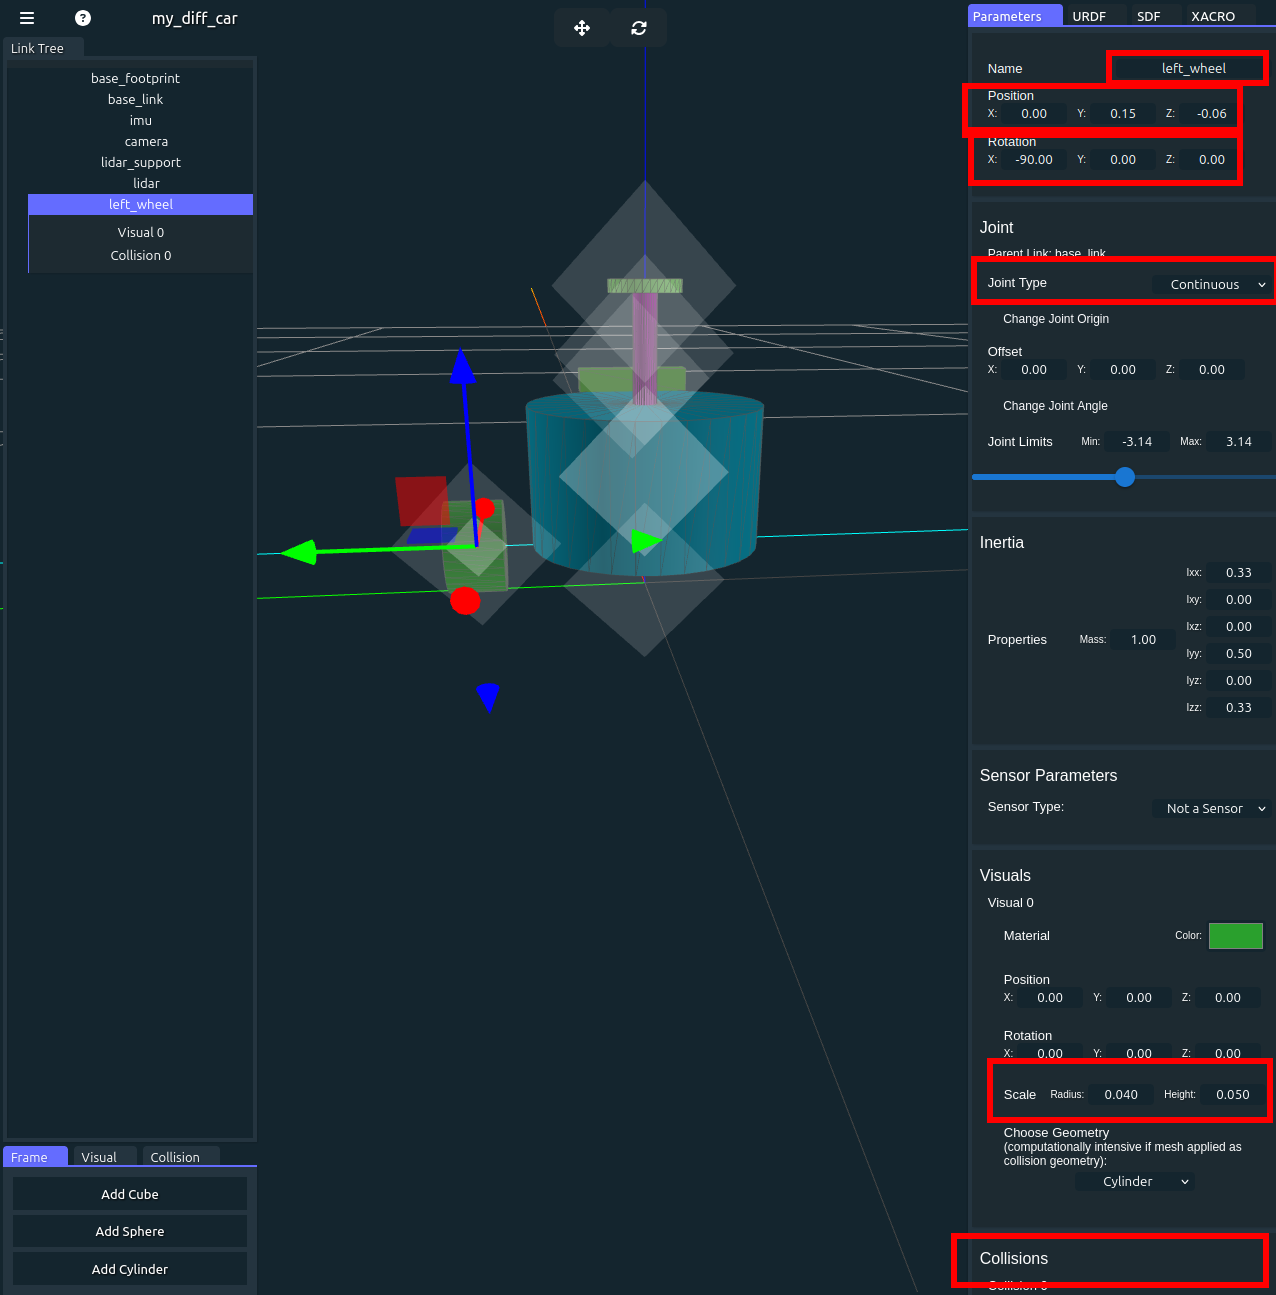 my_diff_car
Link Tree
base_footprint
base_link
imu
camera
lidar_support
lidar
left_wheel
Visual 0
Collision 0
Frame Visual Collision
Add Cube
Add Sphere
Add Cylinder
Parameters URDF SDF XACRO
Name left_wheel
Position
X: 0.00 Y: 0.15 Z: -0.06
Rotation
X: -90.00 Y: 0.00 Z: 0.00
Joint
Parent Link: base_link
Joint Type Continuous
Change Joint Origin
Offset
X: 0.00 Y: 0.00 Z: 0.00
Change Joint Angle
Joint Limits Min: -3.14 Max: 3.14
Inertia
Ixx: 0.33
Ixy: 0.00
Ixz: 0.00
Properties Mass: 1.00
Iyy: 0.50
Iyz: 0.00
Izz: 0.33
Sensor Parameters
Sensor Type: Not a Sensor
Visuals
Visual 0
Material Color:
Position
X: 0.00 Y: 0.00 Z: 0.00
Rotation
X: 0.00 Y: 0.00 Z: 0.00
Scale Radius: 0.040 Height: 0.050
Choose Geometry
(computationally intensive if mesh applied as
collision geometry):
Cylinder
Collisions
Collision 0